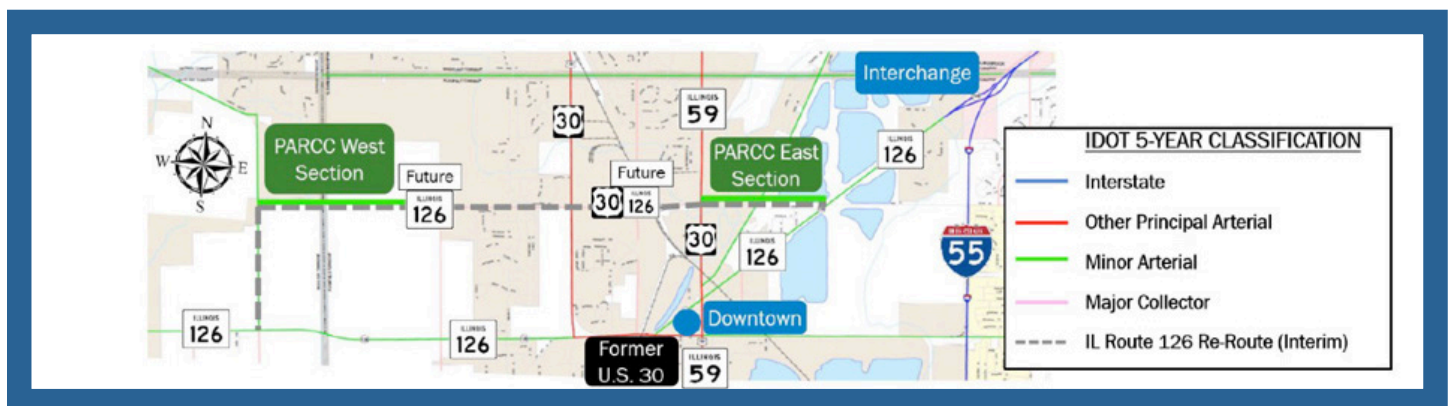 Interchange
ILLINOIS
59
30
PARCC West
Section
PARCC East
Section
ILLINOIS
126
N
W
E
S
Future
ILLINOIS
126
Future
30
ILLINOIS
126
30
ILLINOIS
126
55
ILLINOIS
126
ILLINOIS
126
Downtown
Former
U.S. 30
ILLINOIS
59
IDOT 5-YEAR CLASSIFICATION
Interstate
Other Principal Arterial
Minor Arterial
Major Collector
IL Route 126 Re-Route (Interim)